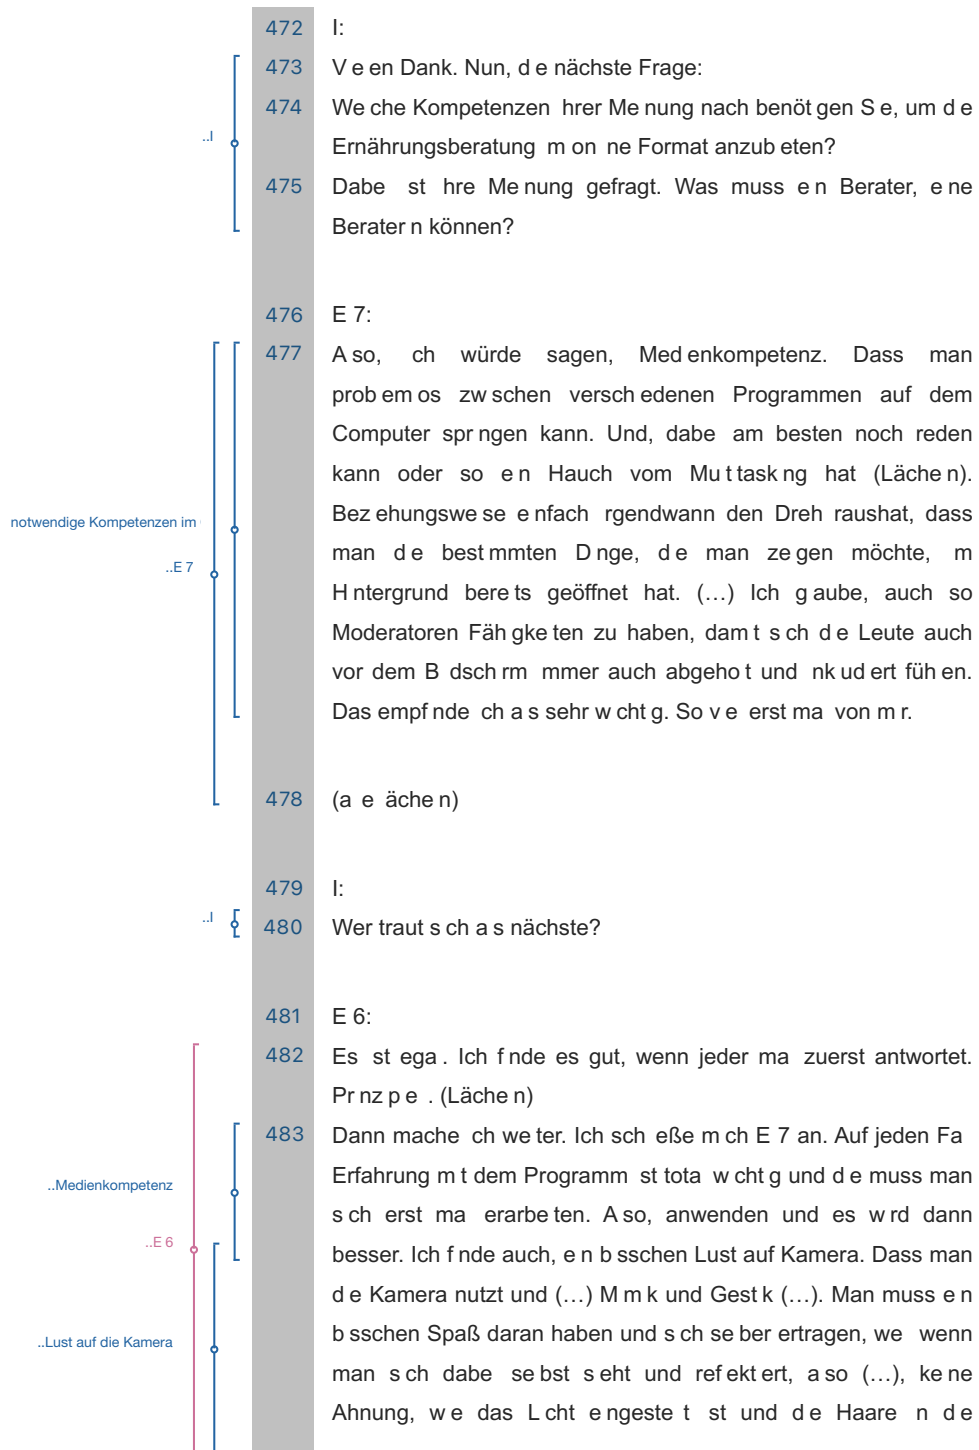 472 I:
473 V e en Dank. Nun, d e nächste Frage:
..I
474 We che Kompetenzen hrer Me nung nach benöt gen S e, um d e
Ernährungsberatung m on ne Format anzub eten?
475 Dabe st hre Me nung gefragt. Was muss e n Berater, e ne
Berater n können?
476 E 7:
477 A so, ch würde sagen, Med enkompetenz. Dass man
prob em os zw schen versch edenen Programmen auf dem
Computer spr ngen kann. Und, dabe am besten noch reden
kann oder so e n Hauch vom Mu t task ng hat (Läche n).
notwendige Kompetenzen im
Bez ehungswe se e nfach rgendwann den Dreh raushat, dass
..E 7
man d e best mmten D nge, d e man ze gen möchte, m
H ntergrund bere ts geöffnet hat. (…) Ich g aube, auch so
Moderatoren Fäh gke ten zu haben, dam t s ch d e Leute auch
vor dem B dsch rm mmer auch abgeho t und nk ud ert füh en.
Das empf nde ch a s sehr w cht g. So v e erst ma von m r.
478 (a e äche n)
479 I:
..I
480 Wer traut s ch a s nächste?
481 E 6:
482 Es st ega . Ich f nde es gut, wenn jeder ma zuerst antwortet.
Pr nz p e . (Läche n)
483 Dann mache ch we ter. Ich sch eße m ch E 7 an. Auf jeden Fa
..Medienkompetenz
Erfahrung m t dem Programm st tota w cht g und d e muss man
s ch erst ma erarbe ten. A so, anwenden und es w rd dann
..E 6
besser. Ich f nde auch, e n b sschen Lust auf Kamera. Dass man
d e Kamera nutzt und (…) M m k und Gest k (…). Man muss e n
..Lust auf die Kamera
b sschen Spaß daran haben und s ch se ber ertragen, we wenn
man s ch dabe se bst s eht und ref ekt ert, a so (…), ke ne
Ahnung, w e das L cht e ngeste t st und d e Haare n d e